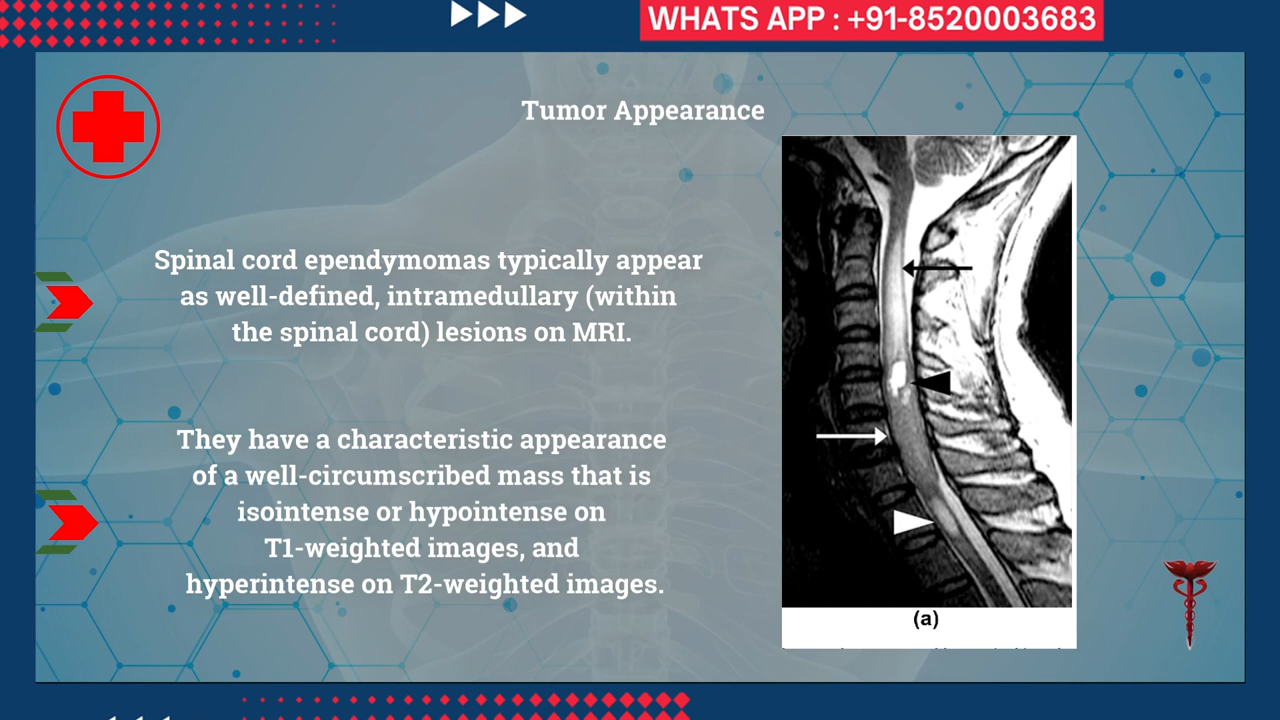 WHATS APP : +91-8520003683
Tumor Appearance
Spinal cord ependymomas typically appear
as well-defined, intramedullary (within
the spinal cord) lesions on MRI.
They have a characteristic appearance
of a well-circumscribed mass that is
isointense or hypointense on
T1-weighted images, and
hyperintense on T2-weighted images.
(a)